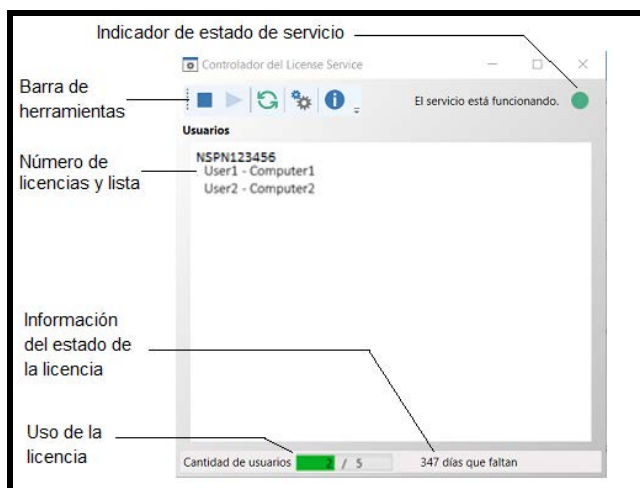 Indicador de estado de servicio
Controlador del License Service
Barra de
herramientas
El servicio está funcionando.
Usuarios
Número de
licencias y lista
NSPN123456
User1 - Computer1
User2 - Computer2
Información
del estado de
la licencia
Uso de la
licencia
Cantidad de usuarios 2 / 5 347 días que faltan